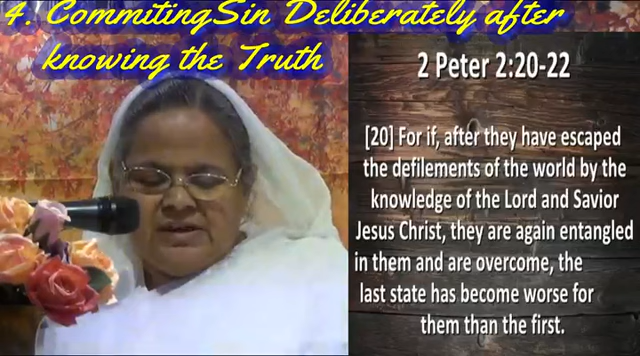 4. CommitingSin Deliberately after
knowing the Truth
2 Peter 2:20-22
[20] For if, after they have escaped
the defilements of the world by the
knowledge of the Lord and Savior
Jesus Christ, they are again entangled
in them and are overcome, the
last state has become worse for
them than the first.